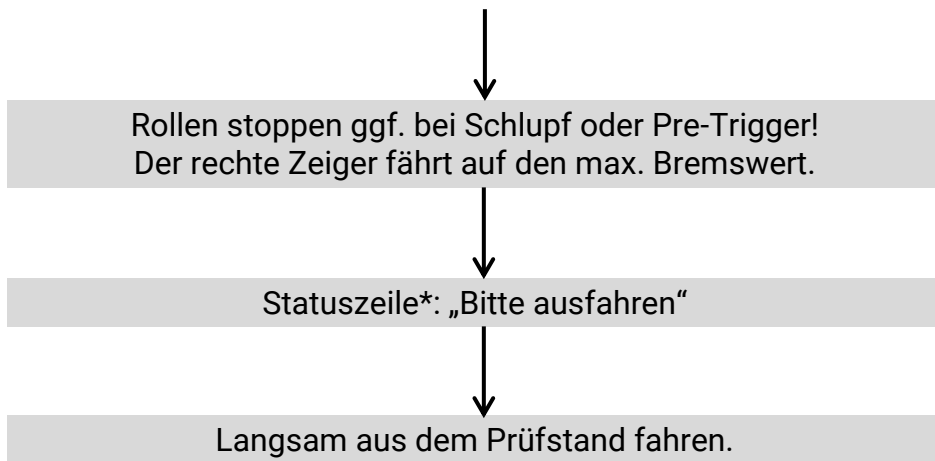 Rollen stoppen ggf. bei Schlupf oder Pre-Trigger!
Der rechte Zeiger fährt auf den max. Bremswert.
Statuszeile*: „Bitte ausfahren“
Langsam aus dem Prüfstand fahren.